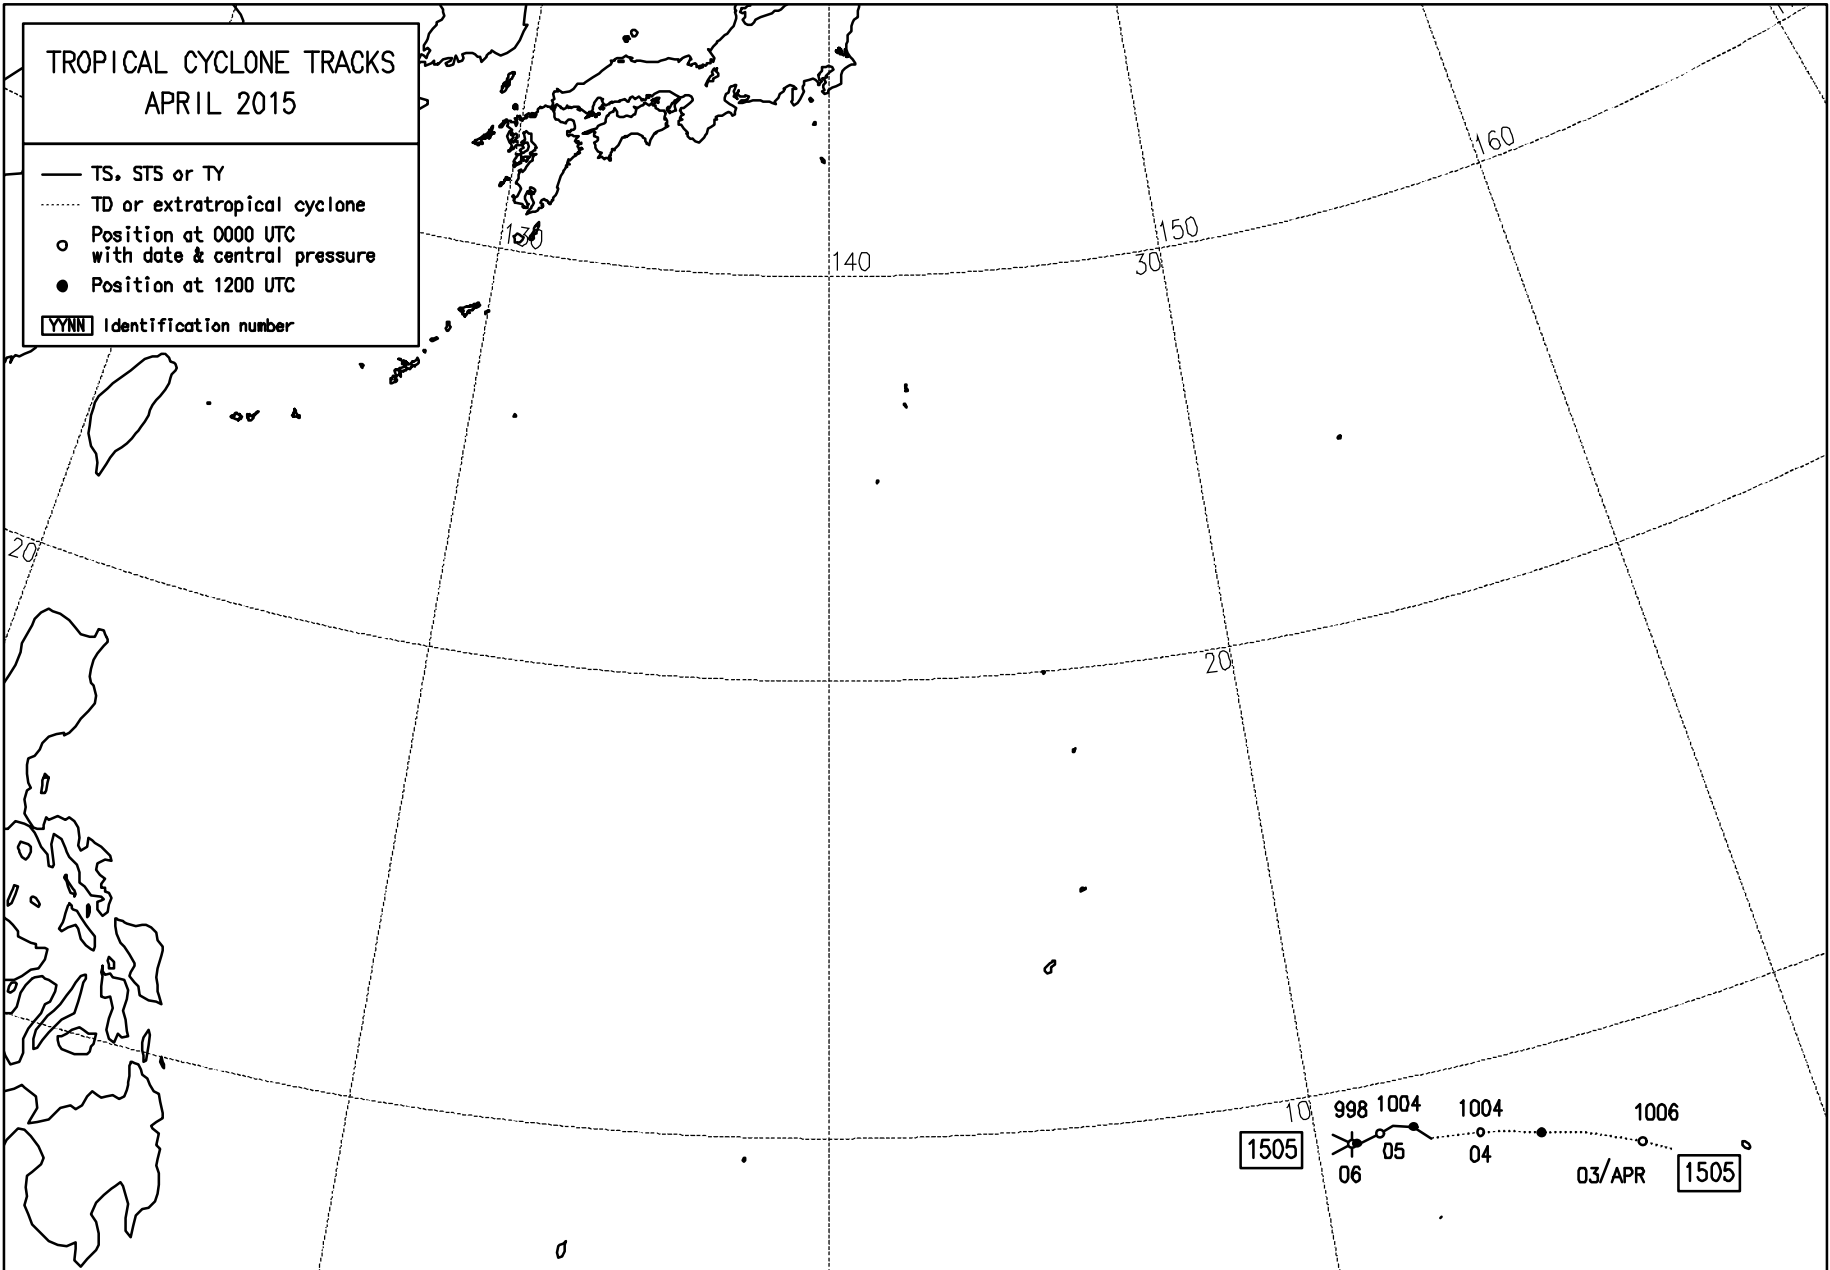 TROPICAL CYCLONE TRACKS
APRIL 2015
TS. STS or TY
TD or extratropical cyclone
Position at 0000 UTC
with date & central pressure
Position at 1200 UTC
YYNN Identification number
160
150
130
140
30
20
20
10
998 1004 1004 1006
1505
05 04
06
03/APR
1505